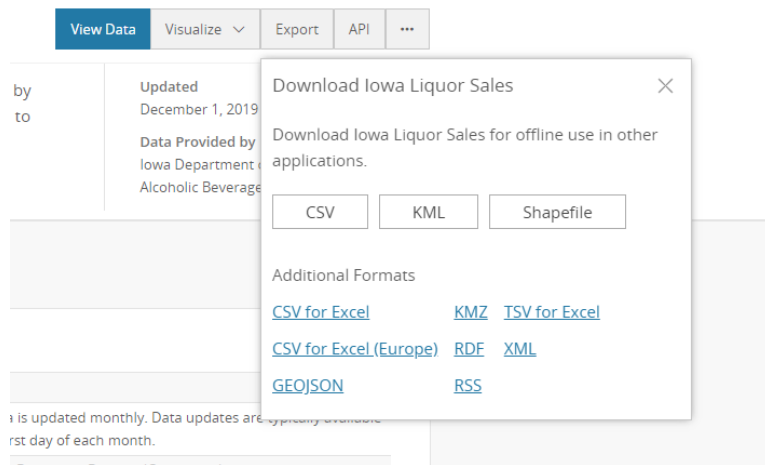 View Data
Visualize
Export
API
...
by
to
Updated
December 1, 2019
Data Provided by
Iowa Department
Alcoholic Beverage
Download Iowa Liquor Sales
Download Iowa Liquor Sales for offline use in other
applications.
CSV
KML
Shapefile
Additional Formats
CSV for Excel
KMZ
TSV for Excel
CSV for Excel (Europe)
RDF
XML
GEOJSON
RSS
is updated monthly. Data updates are typically available
rst day of each month.